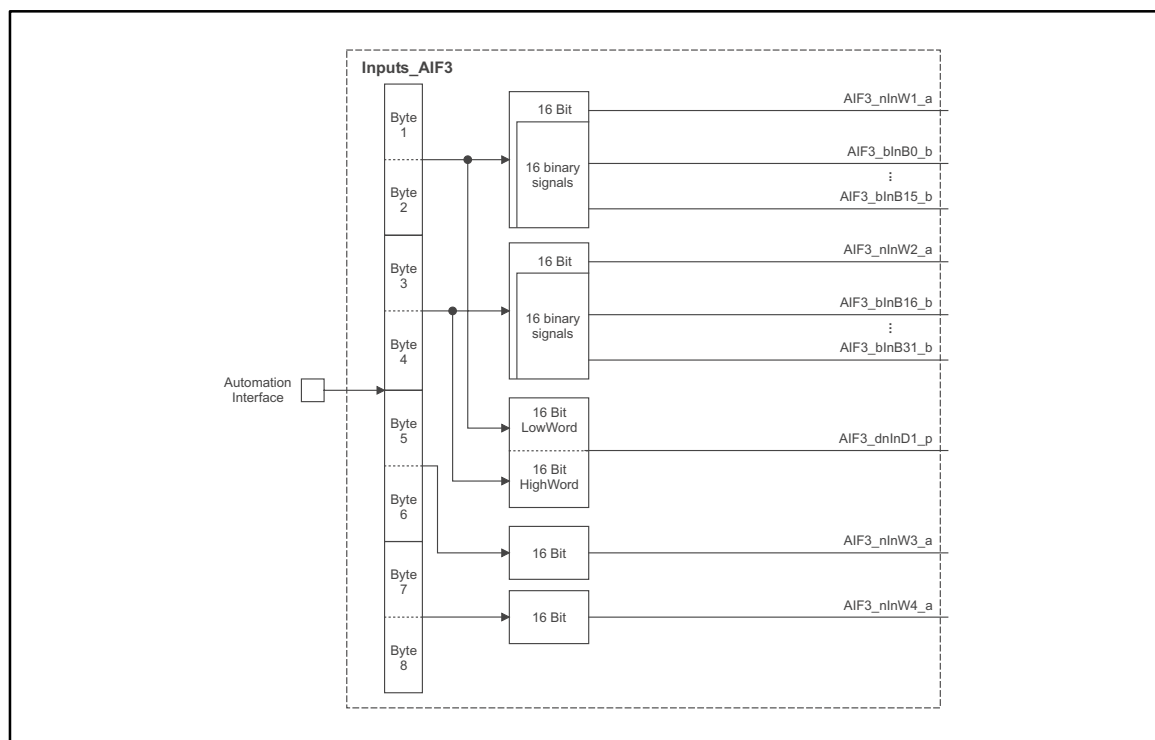 Inputs_AIF3
Byte
1
Byte
2
Byte
3
Byte
4
Byte
5
Byte
6
Byte
7
Byte
8
Automation
Interface
16 Bit
16 binary
signals
16 Bit
16 binary
signals
16 Bit
LowWord
16 Bit
HighWord
16 Bit
16 Bit
AIF3_nInW1_a
AIF3_bInB0_b
...
AIF3_bInB15_b
AIF3_nInW2_a
AIF3_bInB16_b
...
AIF3_bInB31_b
AIF3_dnInD1_p
AIF3_nInW3_a
AIF3_nInW4_a